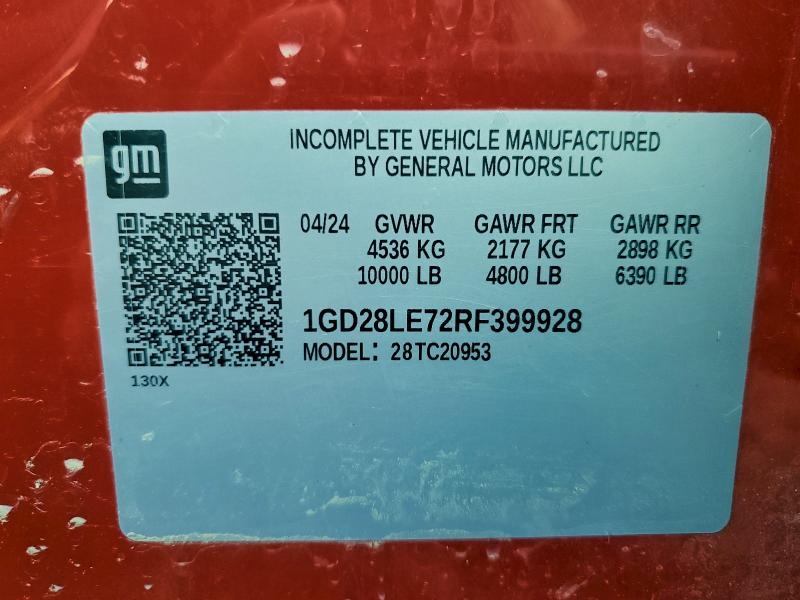 gm
INCOMPLETE VEHICLE MANUFACTURED
BY GENERAL MOTORS LLC
04/24 GVWR GAWR FRT GAWR RR
4536 KG 2177 KG 2898 KG
10000 LB 4800 LB 6390 LB
1GD28LE72RF399928
MODEL: 28TC20953
130X